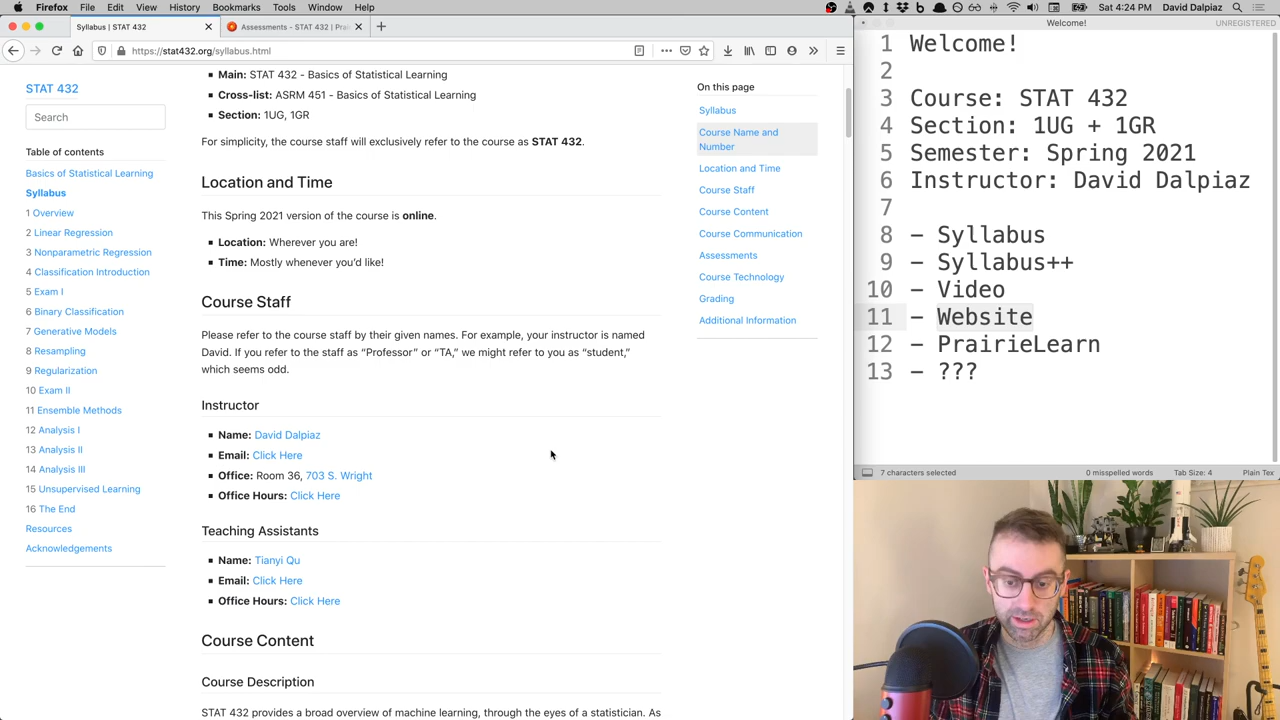 Firefox File Edit View History Bookmarks Tools Window Help
Sat 4:24 PM David Dalpiaz
Syllabus | STAT 432
Assessments - STAT 432 | Prai
https://stat432.org/syllabus.html
STAT 432
Search
Table of contents
Basics of Statistical Learning
Syllabus
1 Overview
2 Linear Regression
3 Nonparametric Regression
4 Classification Introduction
5 Exam I
6 Binary Classification
7 Generative Models
8 Resampling
9 Regularization
10 Exam II
11 Ensemble Methods
12 Analysis I
13 Analysis II
14 Analysis III
15 Unsupervised Learning
16 The End
Resources
Acknowledgements
Main: STAT 432 - Basics of Statistical Learning
Cross-list: ASRM 451 - Basics of Statistical Learning
Section: 1UG, 1GR
For simplicity, the course staff will exclusively refer to the course as STAT 432.
Location and Time
This Spring 2021 version of the course is online.
Location: Wherever you are!
Time: Mostly whenever you'd like!
Course Staff
Please refer to the course staff by their given names. For example, your instructor is named
David. If you refer to the staff as “Professor” or “TA,” we might refer to you as “student,”
which seems odd.
Instructor
Name: David Dalpiaz
Email: Click Here
Office: Room 36, 703 S. Wright
Office Hours: Click Here
Teaching Assistants
Name: Tianyi Qu
Email: Click Here
Office Hours: Click Here
Course Content
Course Description
STAT 432 provides a broad overview of machine learning, through the eyes of a statistician. As
On this page
Syllabus
Course Name and
Number
Location and Time
Course Staff
Course Content
Course Communication
Assessments
Course Technology
Grading
Additional Information
Welcome!
UNREGISTERED
1 Welcome!
2
3 Course: STAT 432
4 Section: 1UG + 1GR
5 Semester: Spring 2021
6 Instructor: David Dalpiaz
7
8 - Syllabus
9 - Syllabus++
10 - Video
11 - Website
12 - PrairieLearn
13 - ???
7 characters selected
0 misspelled words
Tab Size: 4
Plain Tex